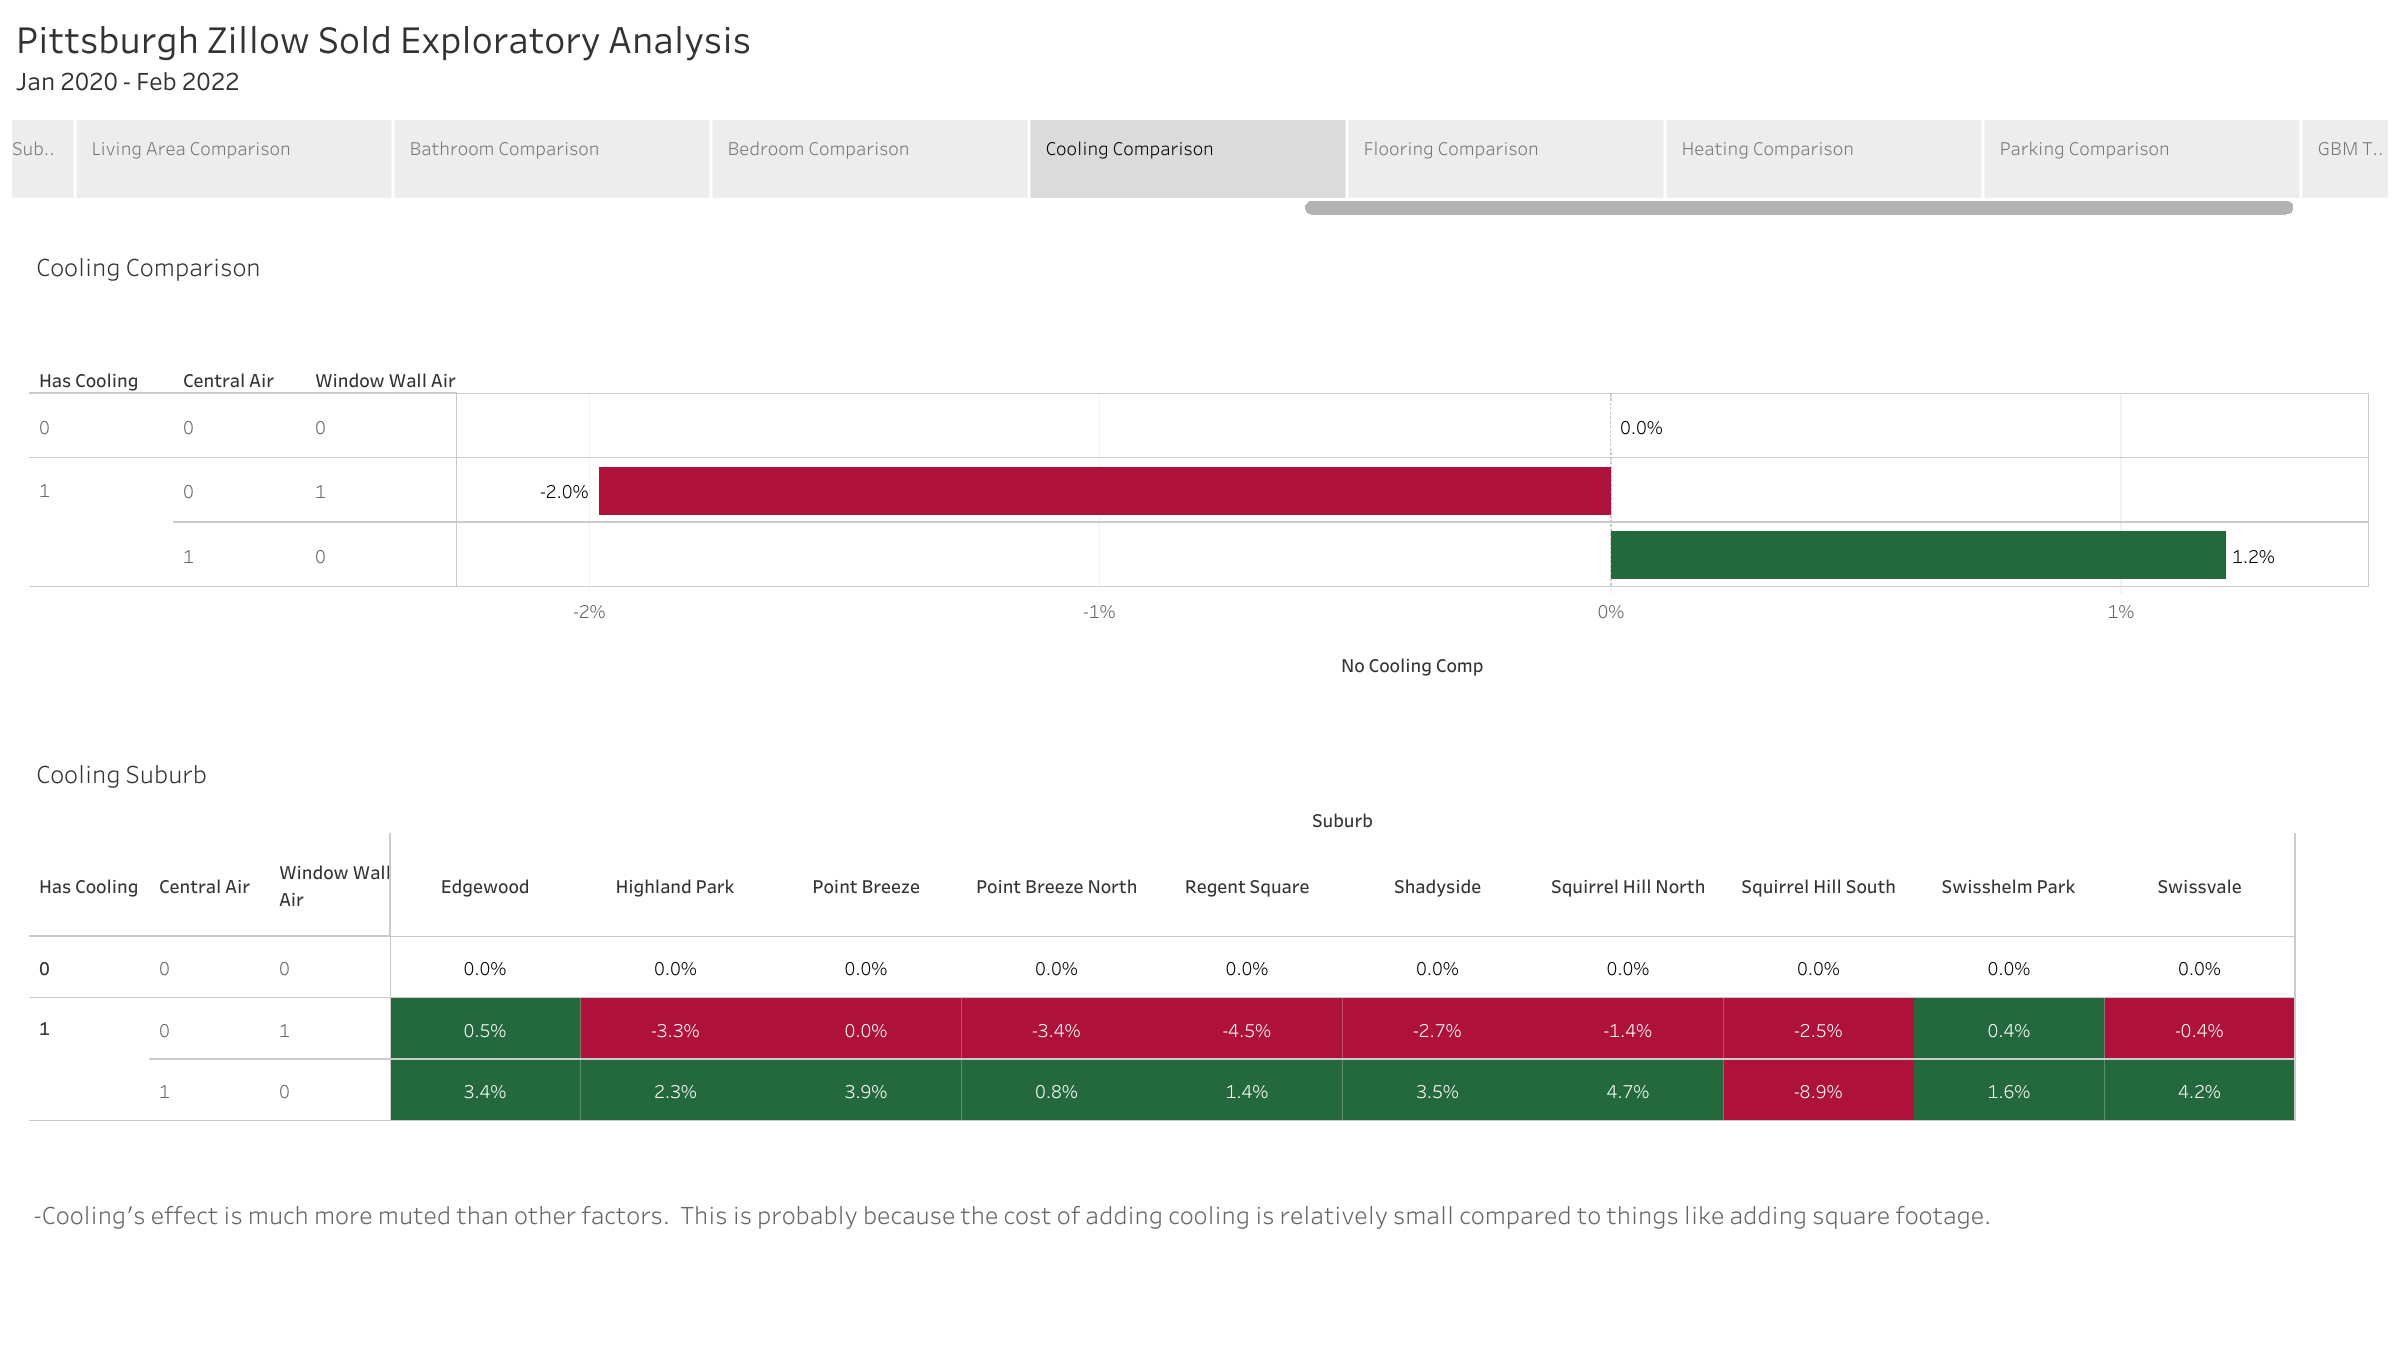 Pittsburgh Zillow Sold Exploratory Analysis
Jan 2020 - Feb 2022
Sub.. Living Area Comparison Bathroom Comparison Bedroom Comparison Cooling Comparison Flooring Comparison Heating Comparison Parking Comparison GBM T..
Cooling Comparison
Has Cooling Central Air Window Wall Air
0 0 0 0.0%
1 0 1 -2.0%
1 0 1.2%
-2% -1% 0% 1%
No Cooling Comp
Cooling Suburb
Suburb
Has Cooling Central Air Window Wall Air Edgewood Highland Park Point Breeze Point Breeze North Regent Square Shadyside Squirrel Hill North Squirrel Hill South Swisshelm Park Swissvale
0 0 0 0.0% 0.0% 0.0% 0.0% 0.0% 0.0% 0.0% 0.0% 0.0% 0.0%
1 0 1 0.5% -3.3% 0.0% -3.4% -4.5% -2.7% -1.4% -2.5% 0.4% -0.4%
1 0 3.4% 2.3% 3.9% 0.8% 1.4% 3.5% 4.7% -8.9% 1.6% 4.2%
-Cooling's effect is much more muted than other factors.  This is probably because the cost of adding cooling is relatively small compared to things like adding square footage.